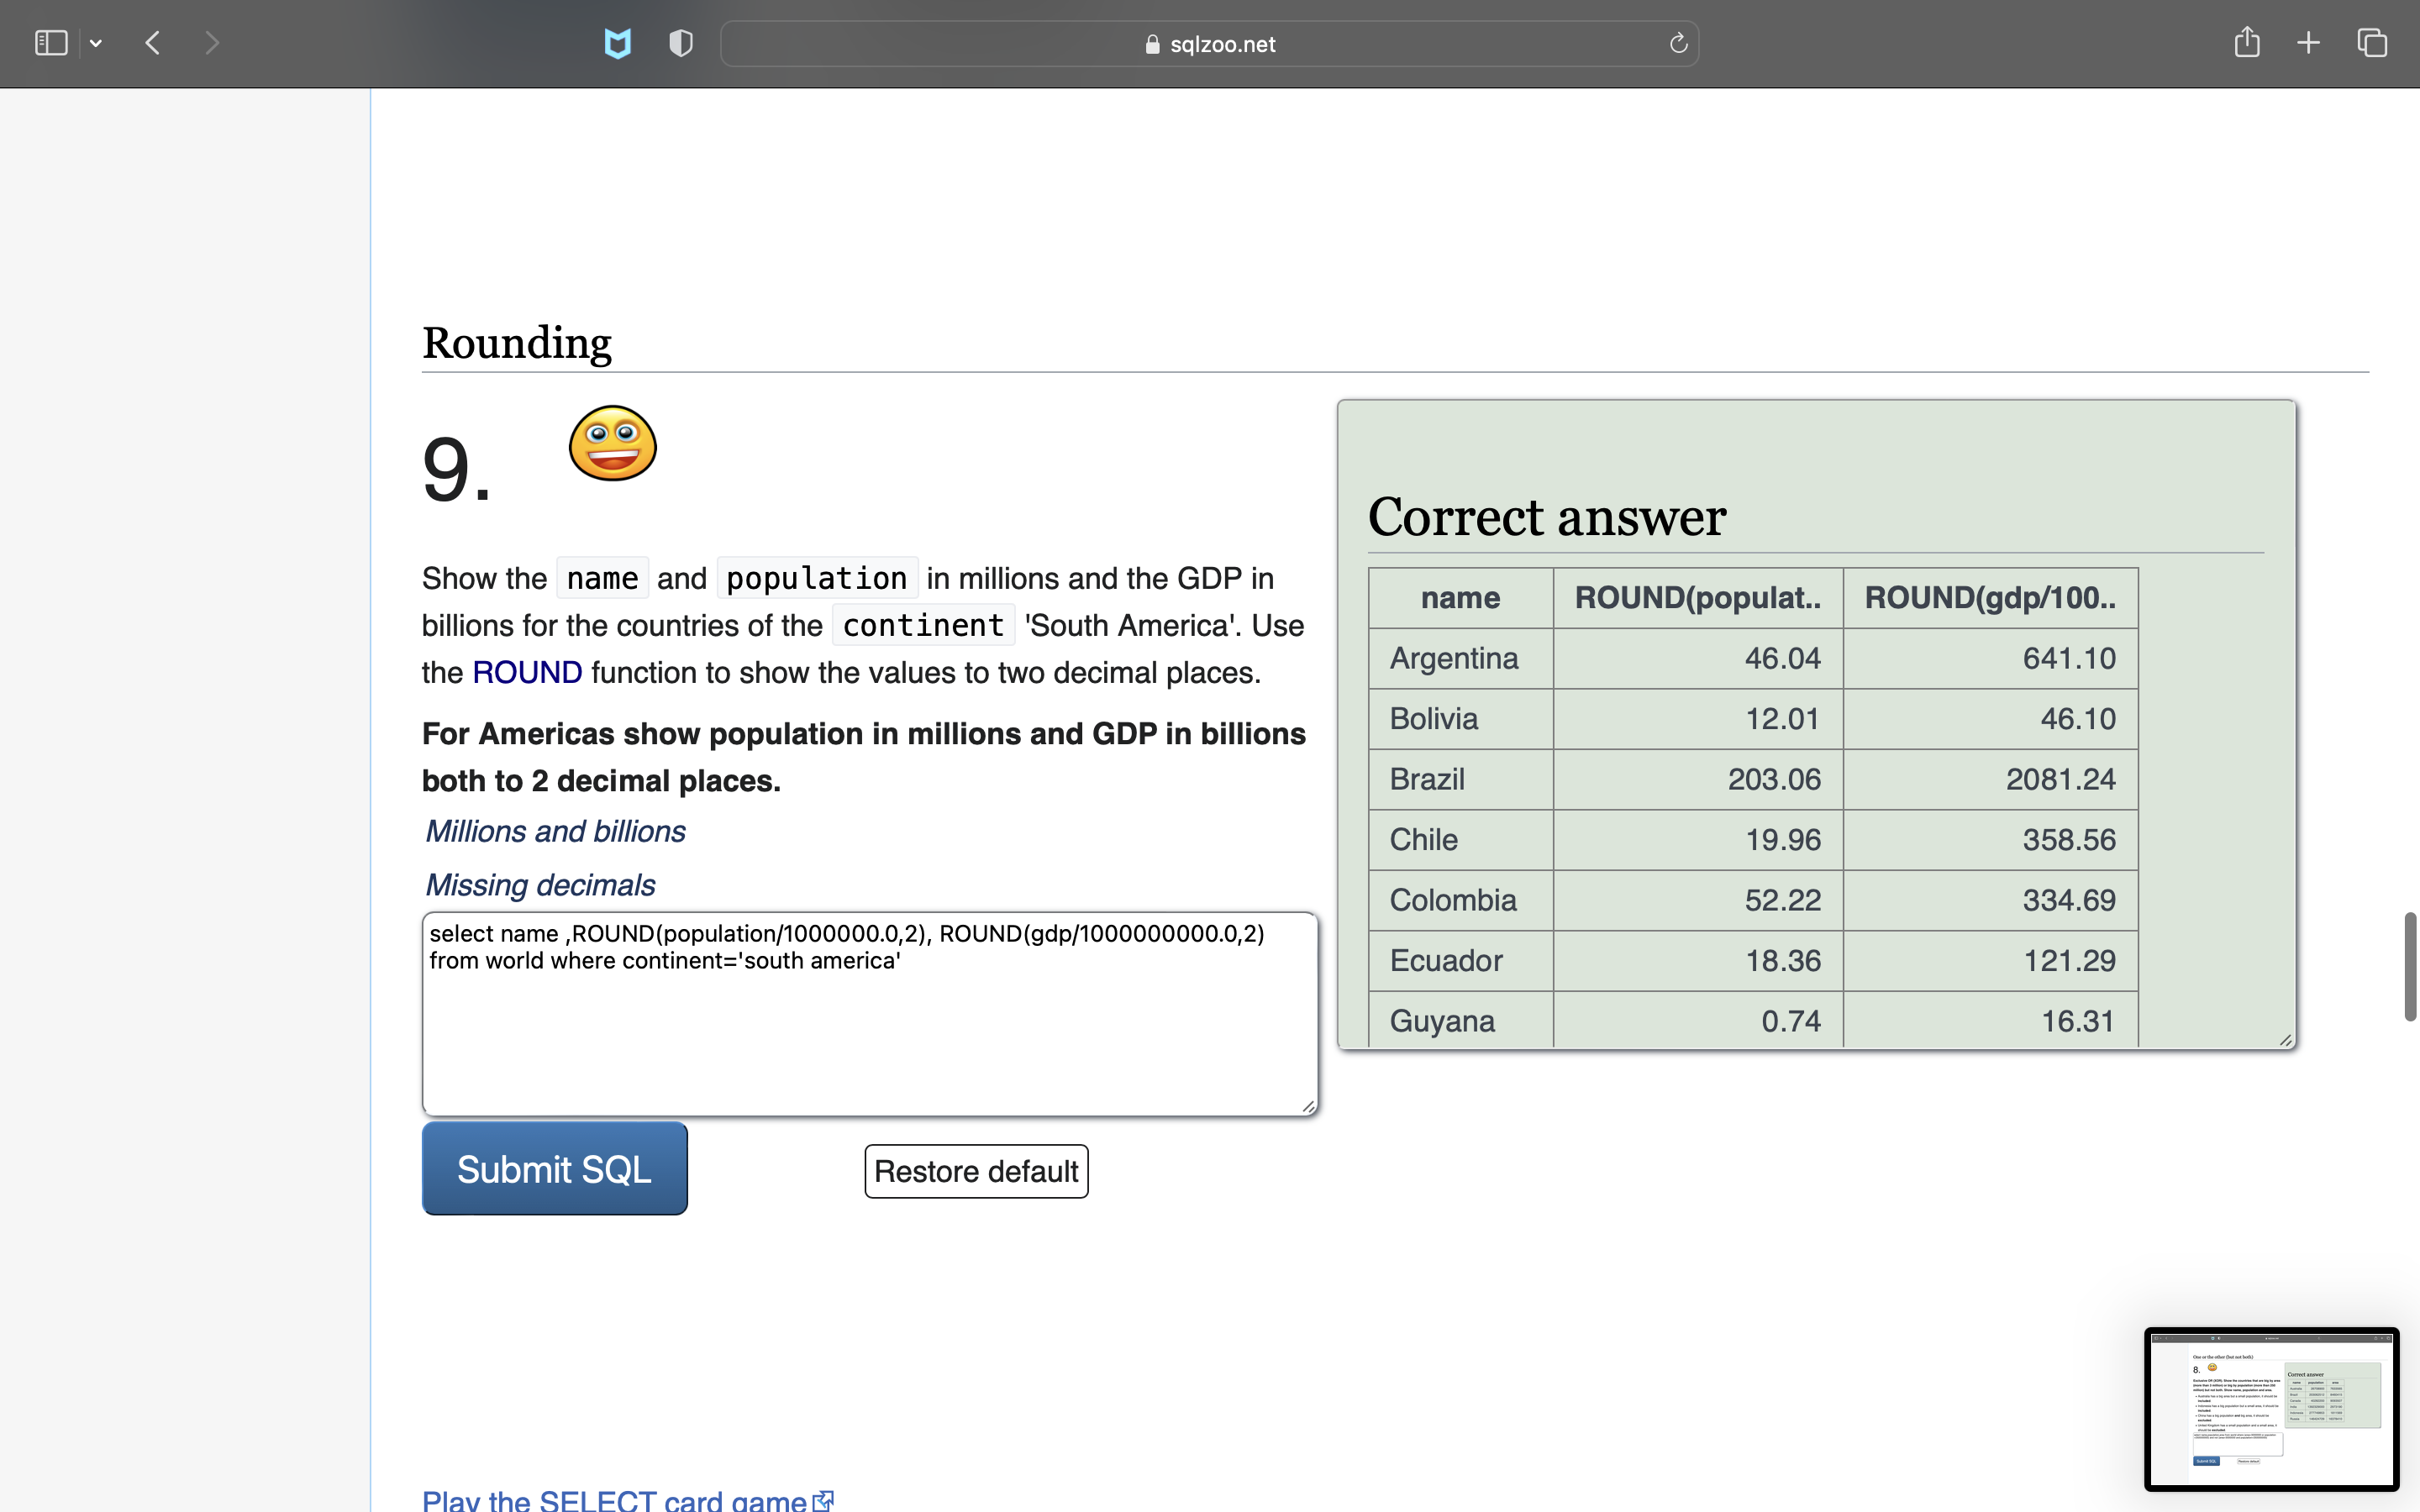 sqlzoo.net
Rounding
9.
Show the name and population in millions and the GDP in
billions for the countries of the continent 'South America'. Use
the ROUND function to show the values to two decimal places.
For Americas show population in millions and GDP in billions
both to 2 decimal places.
Millions and billions
Missing decimals
select name ,ROUND(population/1000000.0,2), ROUND(gdp/1000000000.0,2)
from world where continent='south america'
Submit SQL
Restore default
Correct answer
name ROUND(populat.. ROUND(gdp/100..
Argentina 46.04 641.10
Bolivia 12.01 46.10
Brazil 203.06 2081.24
Chile 19.96 358.56
Colombia 52.22 334.69
Ecuador 18.36 121.29
Guyana 0.74 16.31
Play the SELECT card game
8.
Correct answer